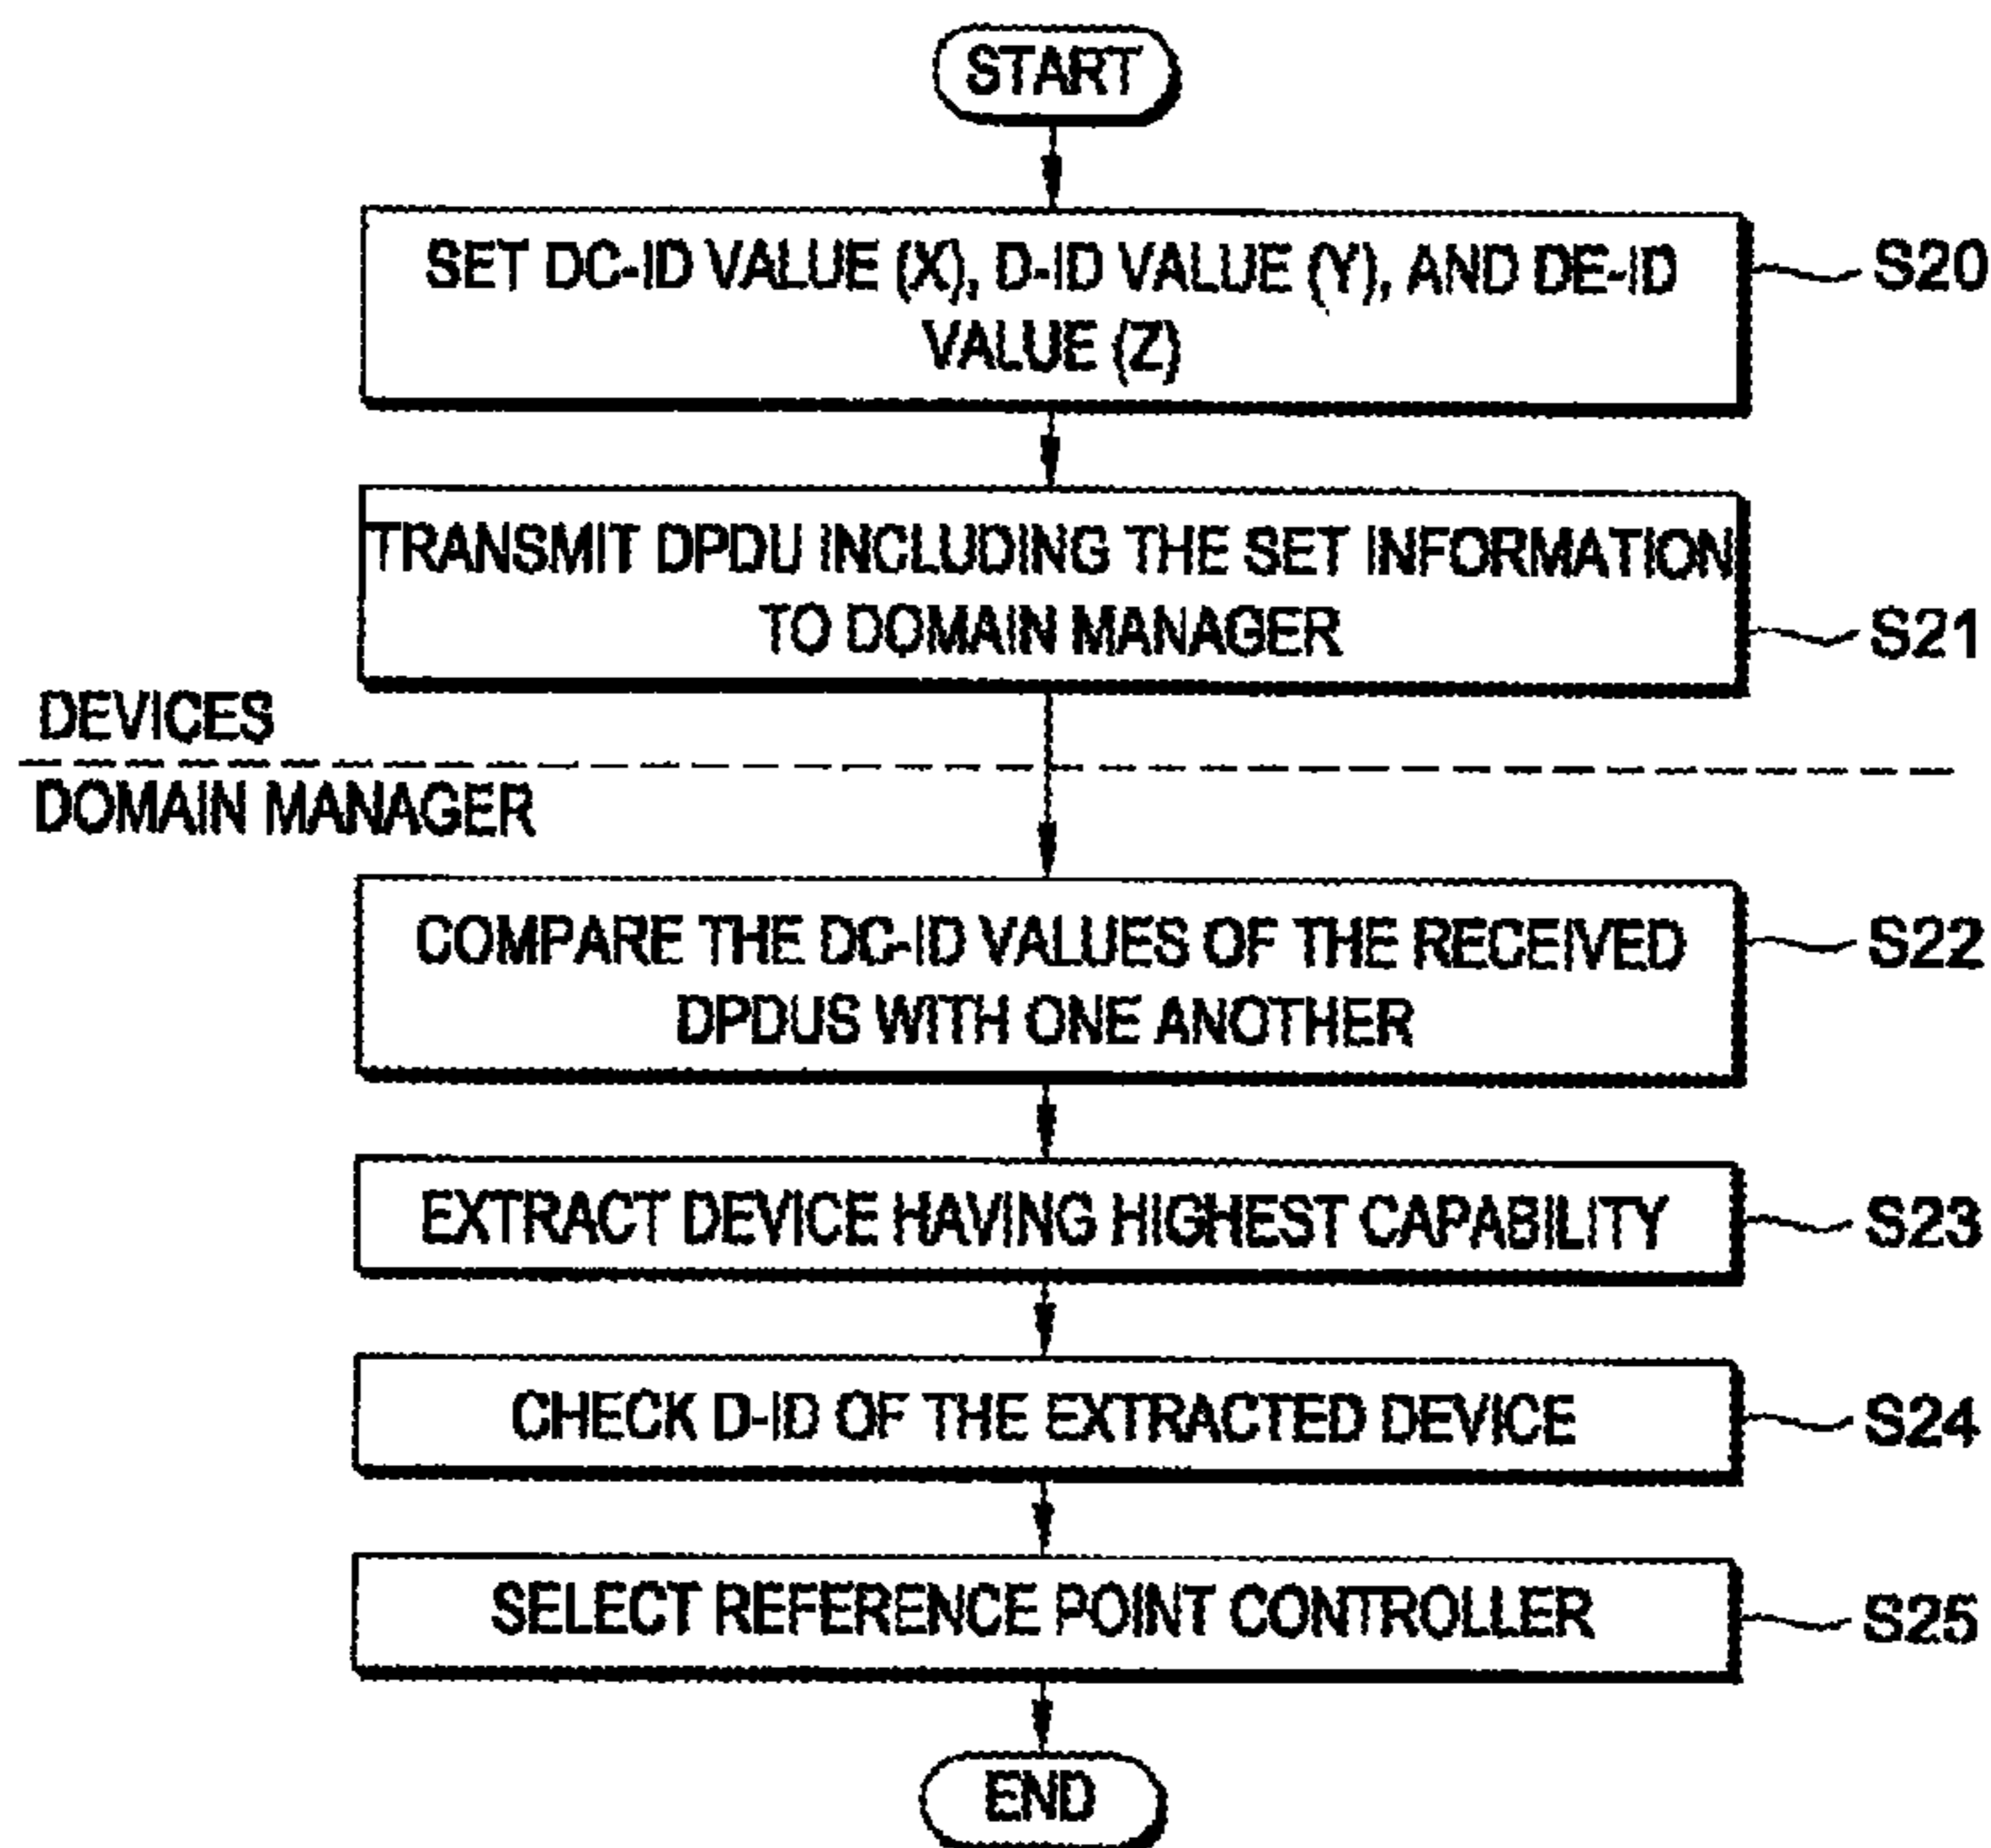 START
SET DC-ID VALUE (X), D-ID VALUE (Y), AND DE-ID
VALUE (Z)
S20
TRANSMIT DPDU INCLUDING THE SET INFORMATION
TO DOMAIN MANAGER
S21
DEVICES
DOMAIN MANAGER
COMPARE THE DC-ID VALUES OF THE RECEIVED
DPDUS WITH ONE ANOTHER
S22
EXTRACT DEVICE HAVING HIGHEST CAPABILITY
S23
CHECK D-ID OF THE EXTRACTED DEVICE
S24
SELECT REFERENCE POINT CONTROLLER
S25
END